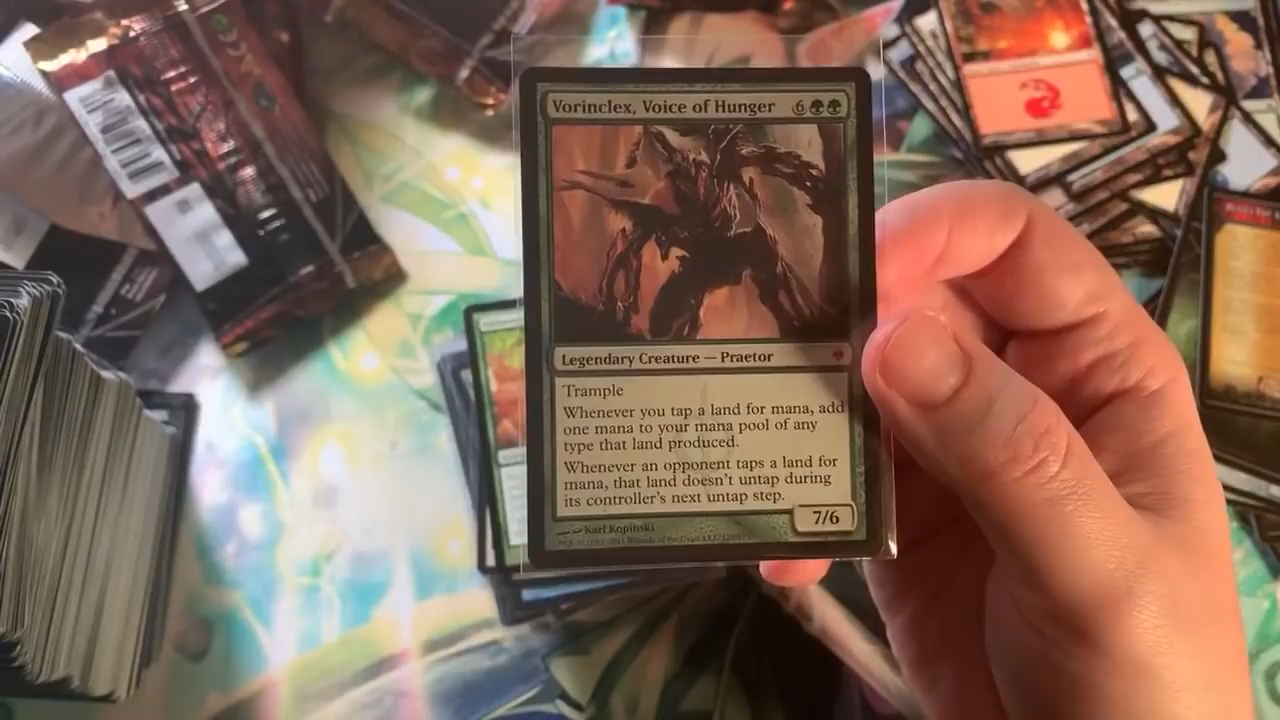 Vorinclex, Voice of Hunger 6
Legendary Creature — Praetor
Trample
Whenever you tap a land for mana, add
one mana to your mana pool of any
type that land produced.
Whenever an opponent taps a land for
mana, that land doesn't untap during
its controller's next untap step.
7/6
Karl Kopinski